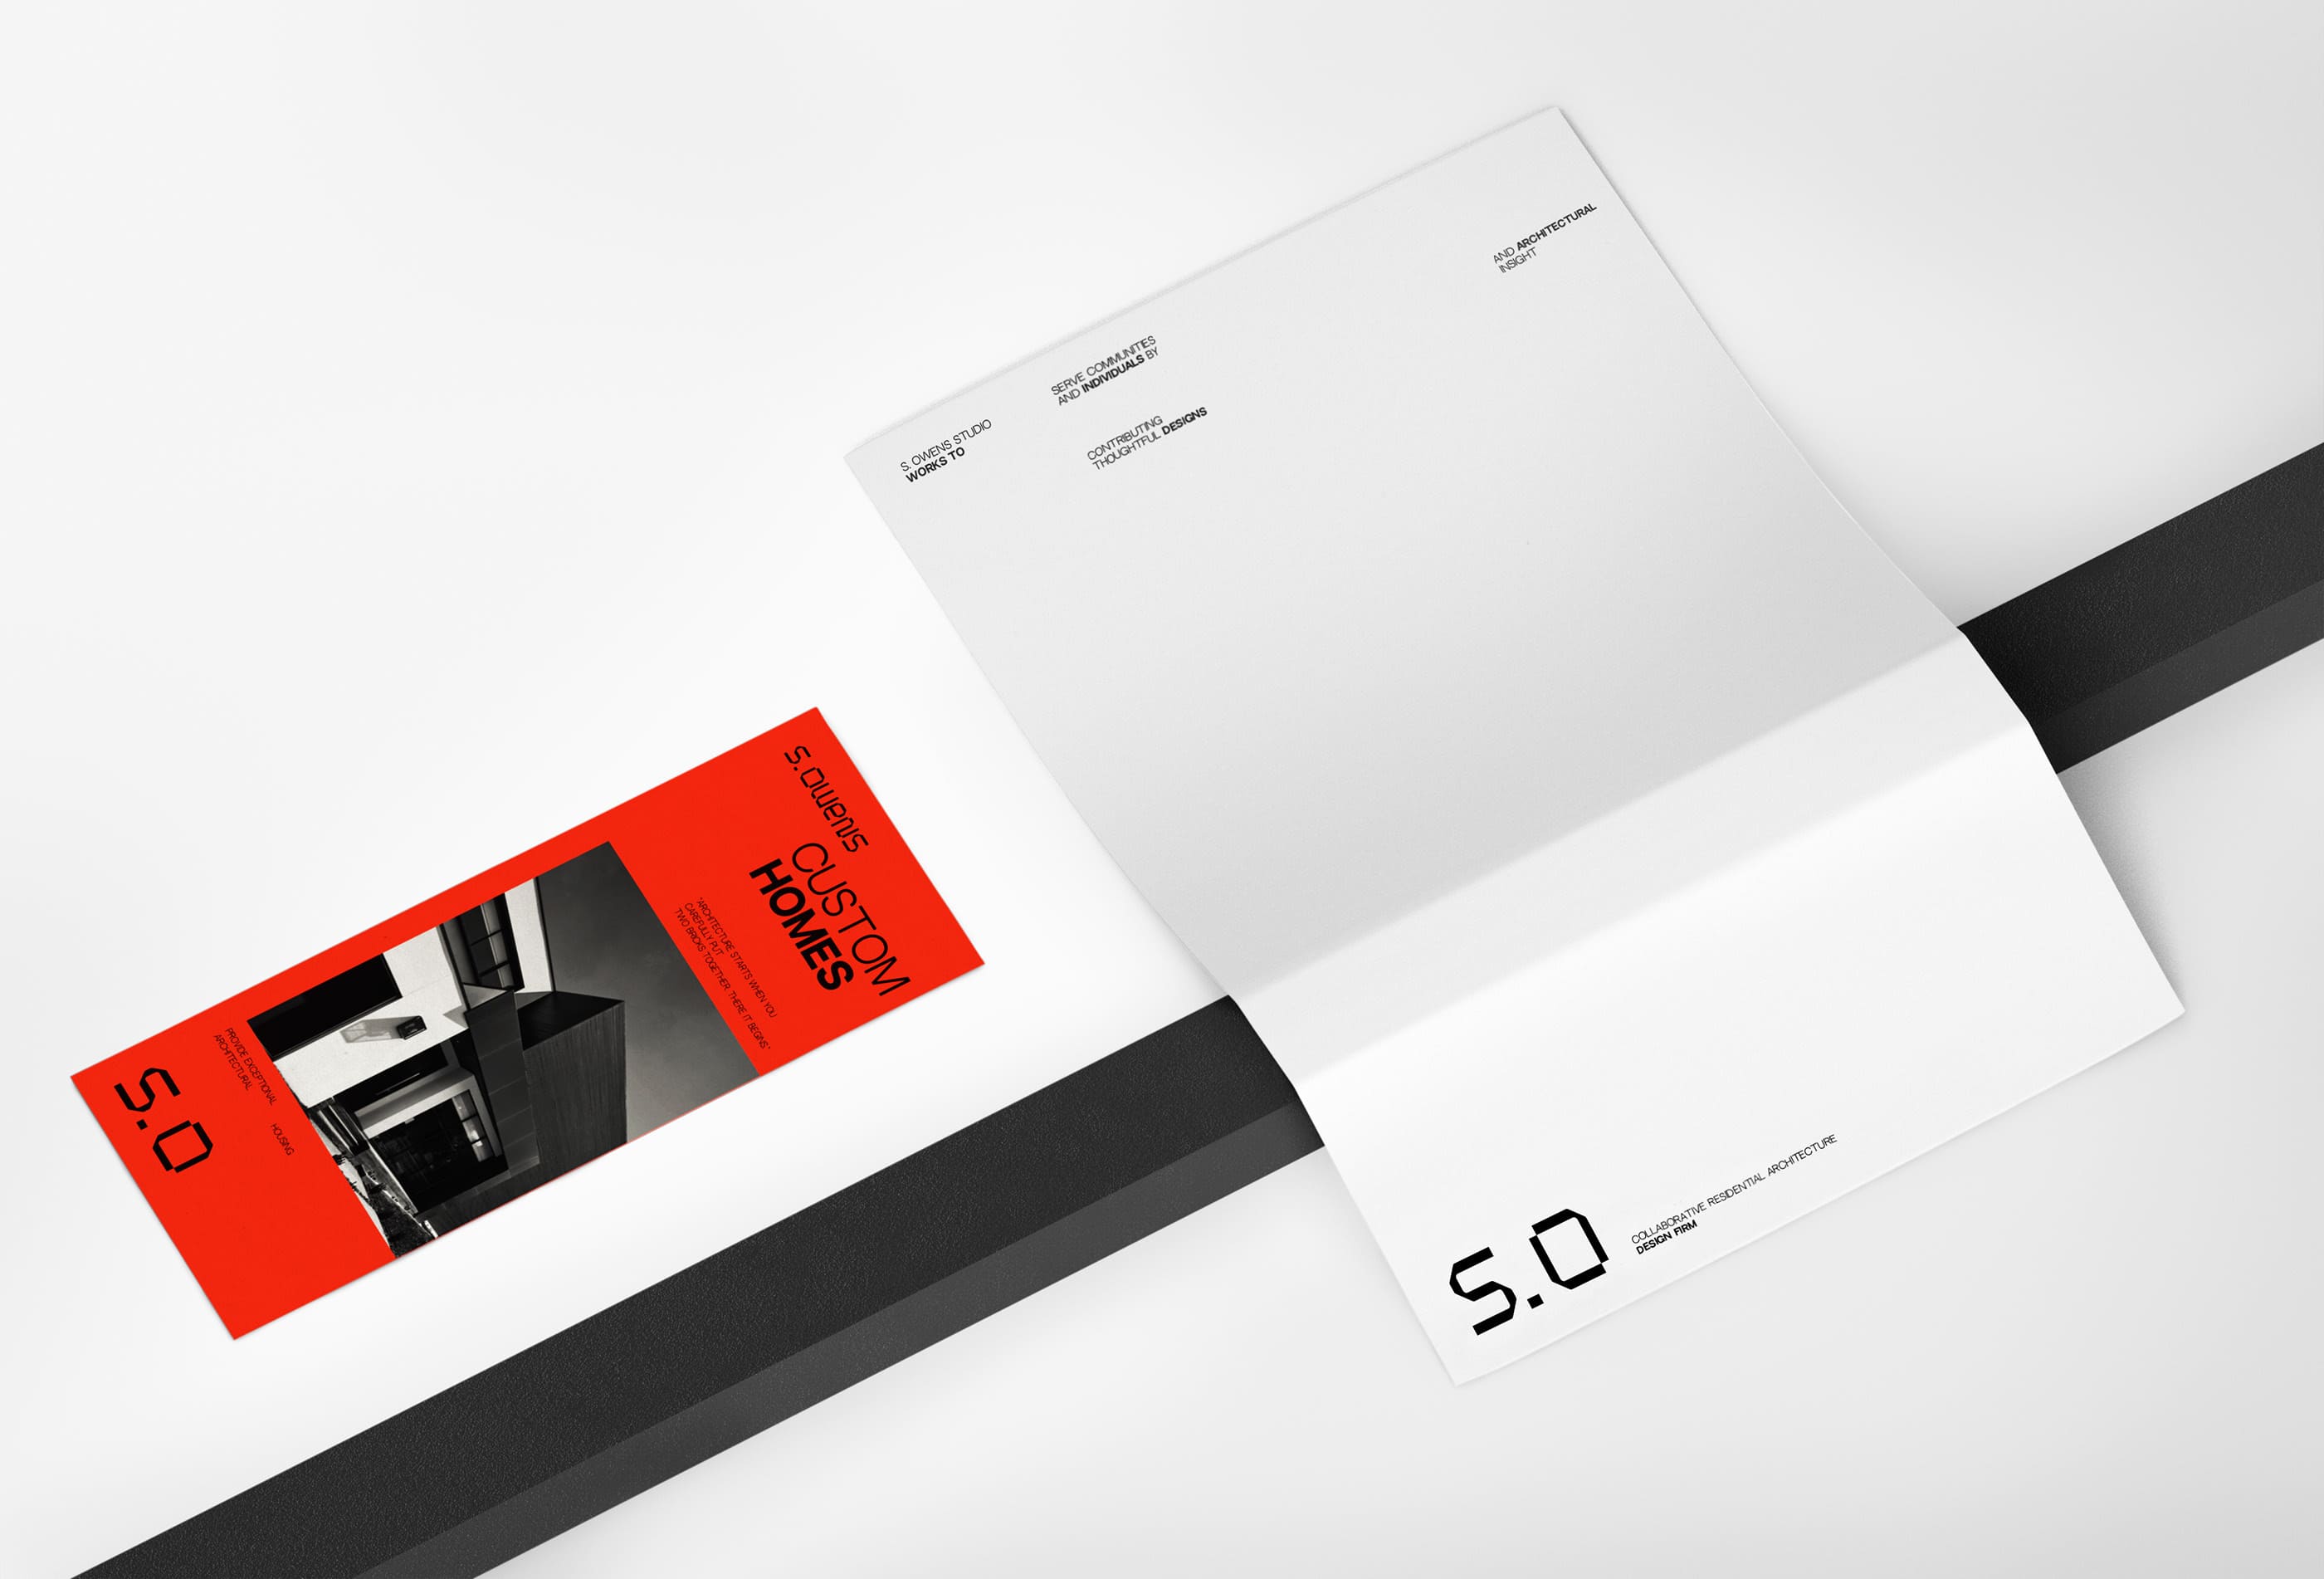 S.Owens
CUSTOM
HOMES
"ARCHITECTURE STARTS WHEN YOU
CAREFULLY PUT
TWO BRICKS TOGETHER. THERE IT BEGINS."
PROVIDE EXCEPTIONAL HOUSING
ARCHITECTURAL
S.O
S. OWENS STUDIO
WORKS TO
SERVE COMMUNITIES
AND INDIVIDUALS BY
CONTRIBUTING
THOUGHTFUL DESIGNS
AND ARCHITECTURAL
INSIGHT
S.O
COLLABORATIVE RESIDENTIAL ARCHITECTURE
DESIGN FIRM